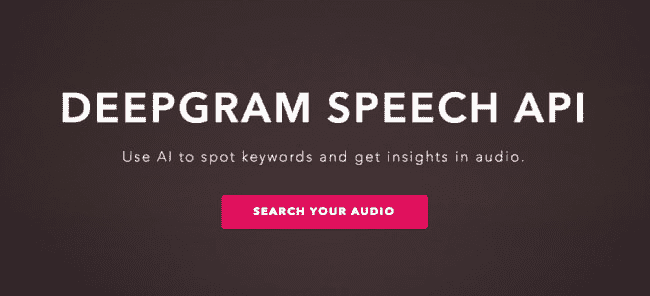 DEEPGRAM SPEECH API
Use AI to spot keywords and get insights in audio.
SEARCH YOUR AUDIO